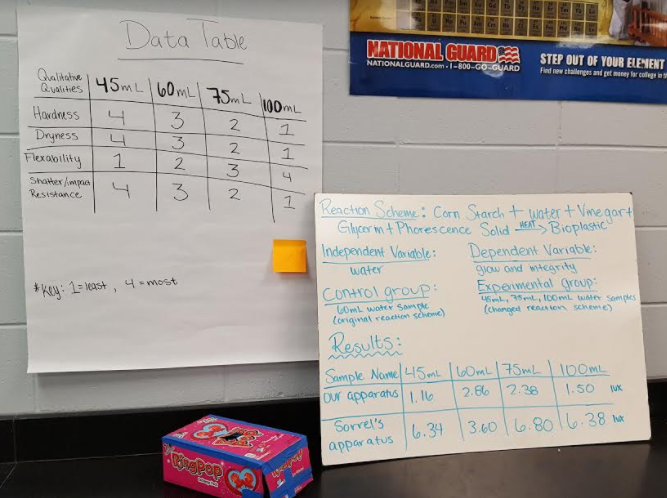 Data Table
Qualitative Qualities 45mL 60mL 75mL 100mL
Hardness 4 3 2 1
Dryness 4 3 2 1
Flexability 1 2 3 4
Shatter/impact Resistance 4 3 2 1
*Key: 1=least, 4=most
NATIONAL GUARD
NATIONALGUARD.com • 1-800-GO-GUARD
STEP OUT OF YOUR ELEMENT
Find new challenges and get money for college in
Reaction Scheme: Corn Starch + water + Vinegar +
Glycerin + Phorescence Solid HEAT> Bioplastic
Independent Variable:
water
Dependent Variable:
glow and integrity
Control group:
60mL water sample
(original reaction scheme)
Experimental group:
45mL, 75mL, 100mL water samples
(changed reaction scheme)
Results:
Sample Name 45mL 60mL 75mL 100mL
our apparatus 1.16 2.86 2.38 1.50 lux
Sorrel's apparatus 6.34 3.60 6.80 6.38 lux
RingPop
RingPop